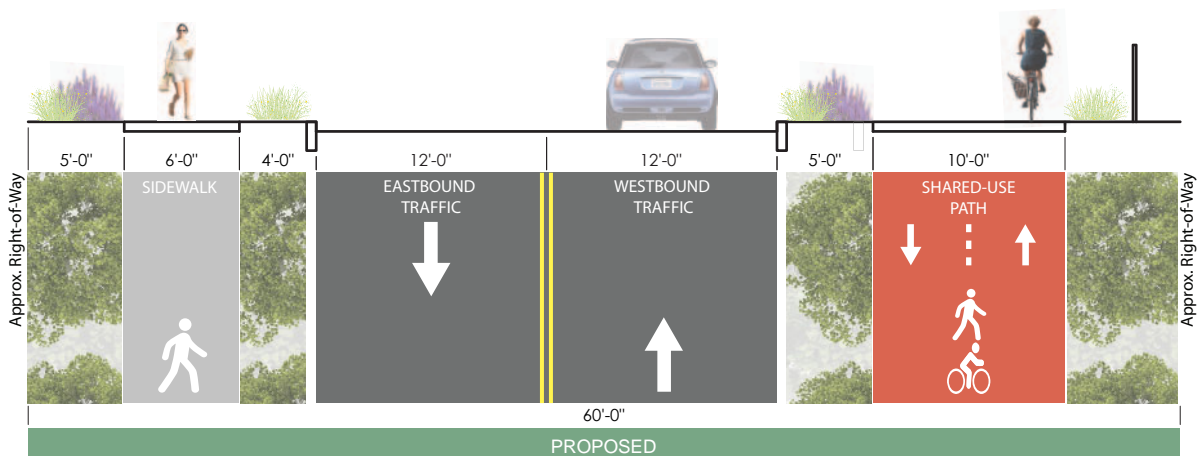 5'-0"
6'-0"
4'-0"
12'-0"
12'-0"
5'-0"
10'-0"
Approx. Right-of-Way
SIDEWALK
EASTBOUND
TRAFFIC
WESTBOUND
TRAFFIC
SHARED-USE
PATH
Approx. Right-of-Way
60'-0"
PROPOSED